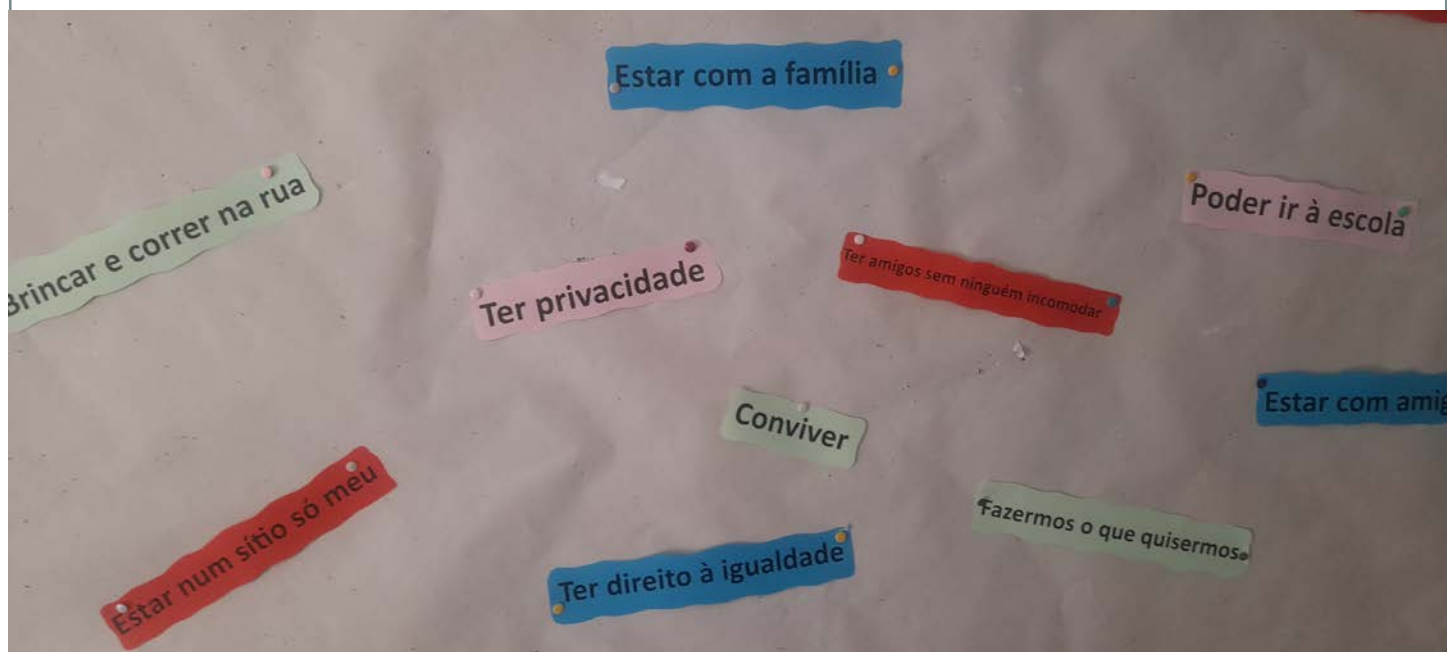 Estar com a família
Brincar e correr na rua
Poder ir à escola
Ter privacidade
Ter amigos sem ninguém incomodar
Estar com
Conviver
Estar num sítio só meu
Fazermos o que quisermos
Ter direito à igualdade